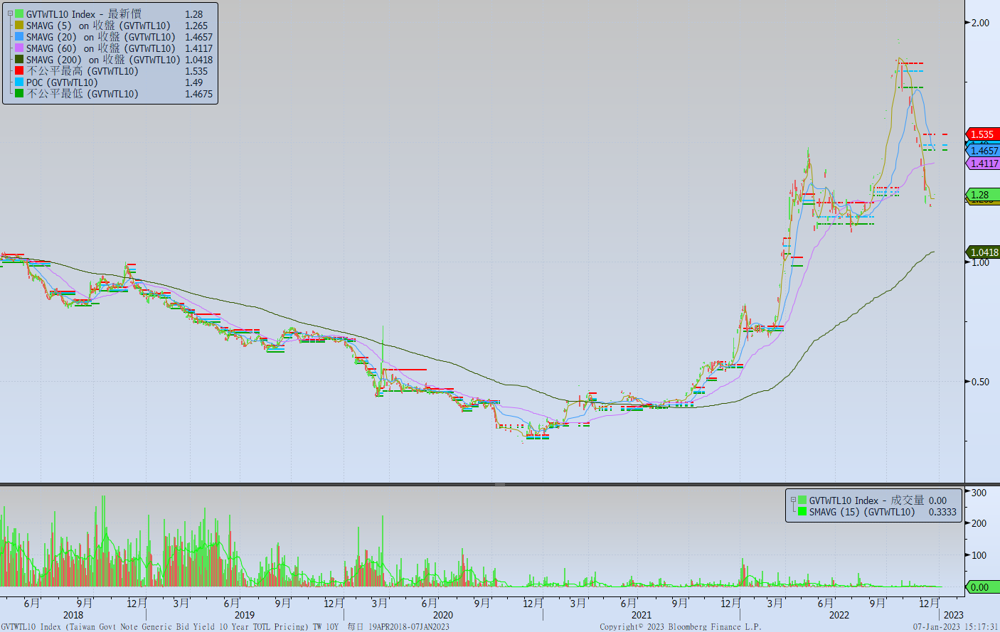 GVTWTL10 Index - 最新價 1.28
SMAVG (5) on 收盤 (GVTWTL10) 1.265
SMAVG (20) on 收盤 (GVTWTL10) 1.4657
SMAVG (60) on 收盤 (GVTWTL10) 1.4117
SMAVG (200) on 收盤 (GVTWTL10) 1.0418
不公平最高 (GVTWTL10) 1.535
POC (GVTWTL10) 1.49
不公平最低 (GVTWTL10) 1.4675
2.00
1.535
1.4657
1.4117
1.28
1.0418
1.00
0.50
GVTWTL10 Index - 成交量 0.00
SMAVG (15) (GVTWTL10) 0.3333
300
200
100
0.00
6月 9月 12月 3月 6月 9月 12月 3月 6月 9月 12月 3月 6月 9月 12月 3月 6月 9月 12月
2018 2019 2020 2021 2022 2023
GVTWTL10 Index (Taiwan Govt Note Generic Bid Yield 10 Year TOTL Pricing) TW 10Y 每日 19APR2018-07JAN2023
Copyright© 2023 Bloomberg Finance L.P.
07-Jan-2023 15:17:31